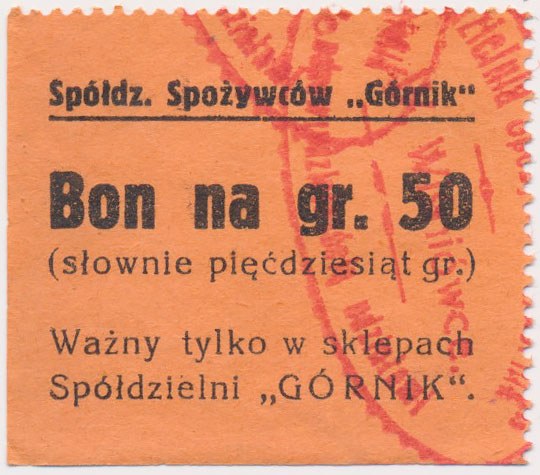 Spółdz. Spożywców „Górnik“
Bon na gr. 50
(słownie pięćdziesiąt gr.)
Ważny tylko w sklepach
Spółdzielni „GÓRNIK“.